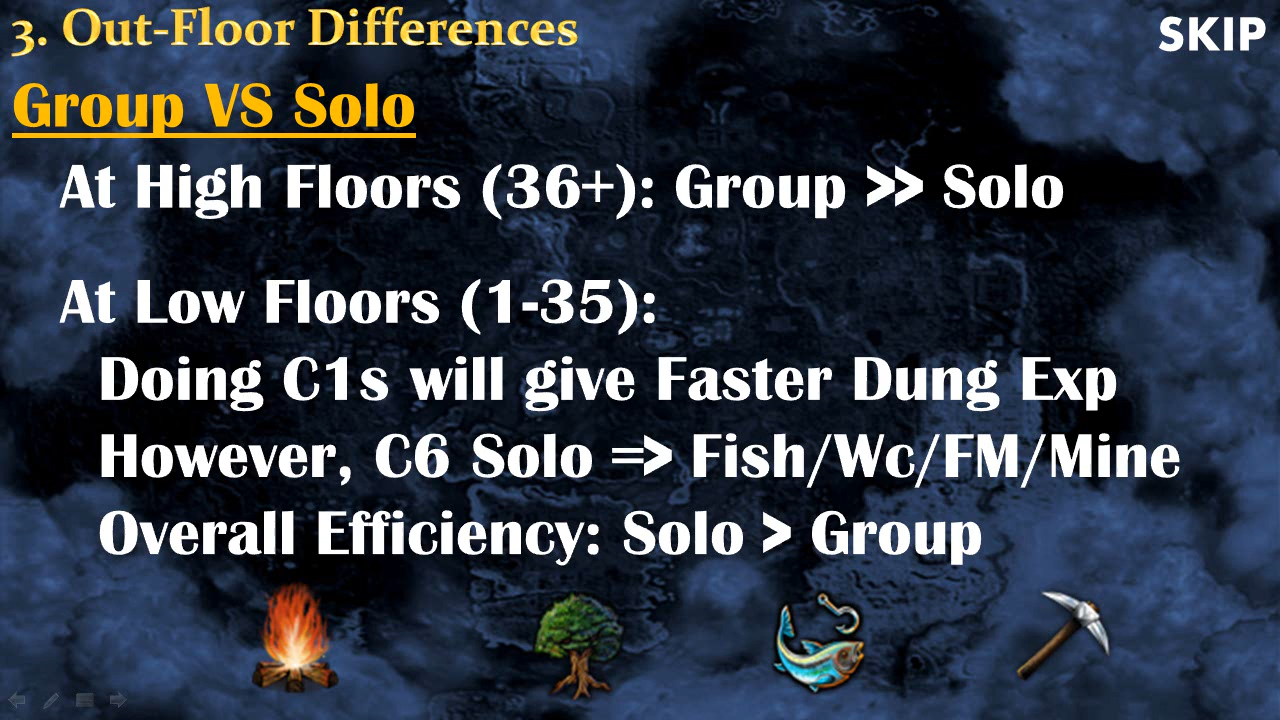 3. Out-Floor Differences
SKIP
Group VS Solo
At High Floors (36+): Group >> Solo
At Low Floors (1-35):
Doing C1s will give Faster Dung Exp
However, C6 Solo => Fish/Wc/FM/Mine
Overall Efficiency: Solo > Group